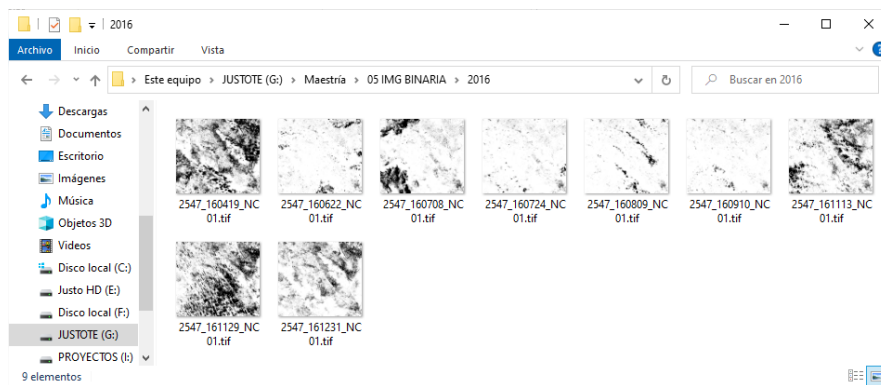 2016
Archivo Inicio Compartir Vista
Este equipo > JUSTOTE (G:) > Maestría > 05 IMG BINARIA > 2016
Buscar en 2016
Descargas
Documentos
Escritorio
Imágenes
Música
Objetos 3D
Videos
Disco local (C:)
Justo HD (E:)
Disco local (F:)
JUSTOTE (G:)
PROYECTOS (I:)
2547_160419_NC
01.tif
2547_160622_NC
01.tif
2547_160708_NC
01.tif
2547_160724_NC
01.tif
2547_160809_NC
01.tif
2547_160910_NC
01.tif
2547_161113_NC
01.tif
2547_161129_NC
01.tif
2547_161231_NC
01.tif
9 elementos